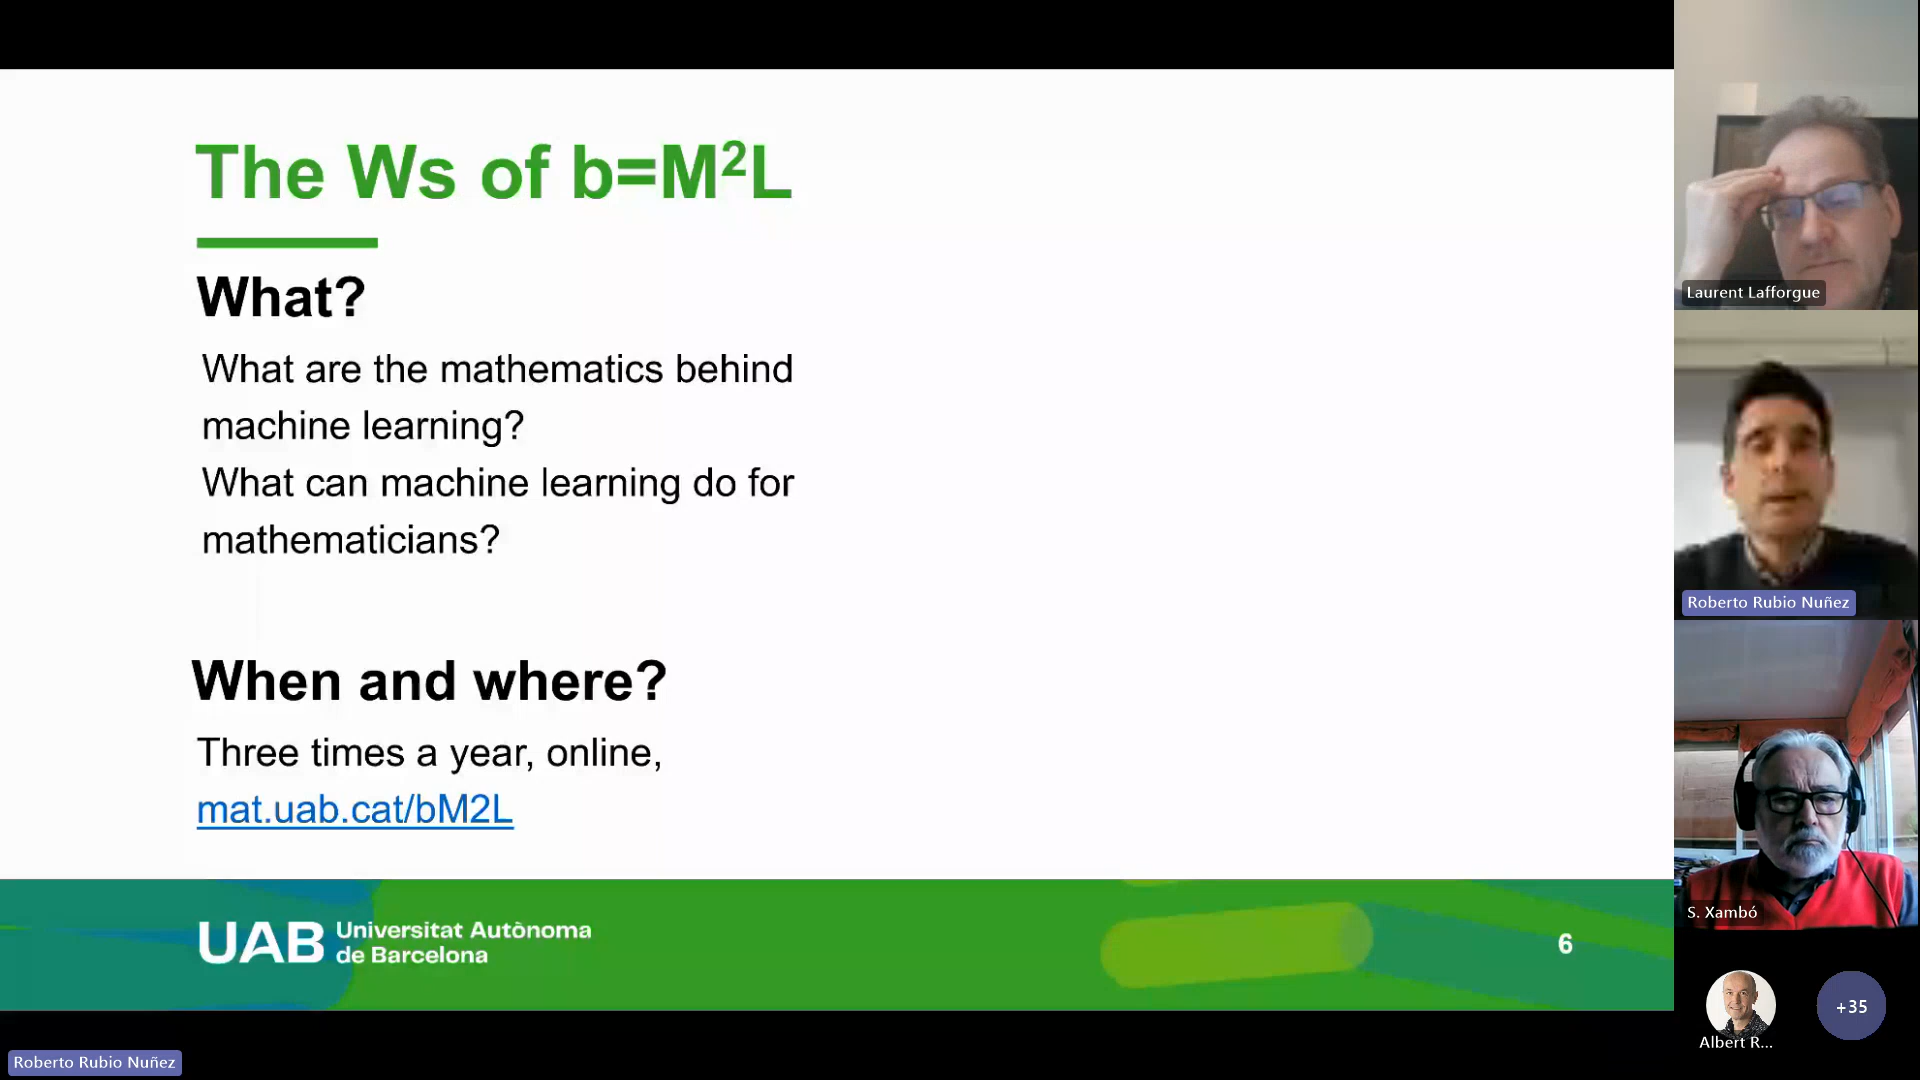 The Ws of b=M²L
What?
What are the mathematics behind
machine learning?
What can machine learning do for
mathematicians?
When and where?
Three times a year, online,
mat.uab.cat/bM2L
UAB Universitat Autònoma
de Barcelona
6
Laurent Lafforgue
Roberto Rubio Nuñez
S. Xambó
Albert R...
+35
Roberto Rubio Nuñez